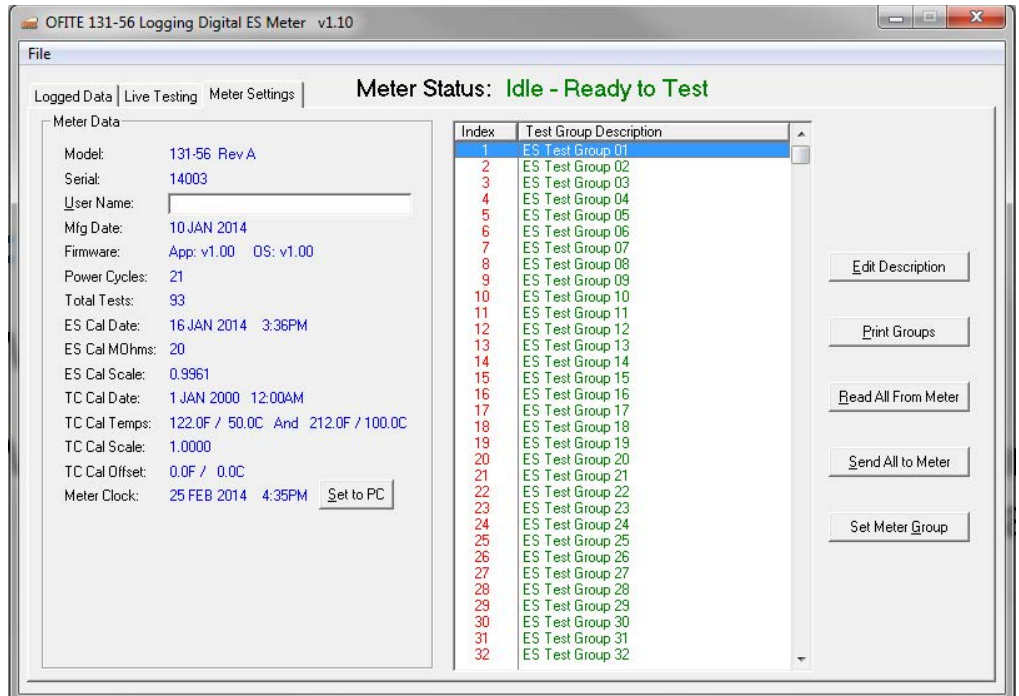 OFITE 131-56 Logging Digital ES Meter v1.10
File
Logged Data Live Testing Meter Settings
Meter Status: Idle - Ready to Test
Meter Data
Model: 131-56 Rev A
Serial: 14003
User Name:
Mfg Date: 10 JAN 2014
Firmware: App: v1.00 OS: v1.00
Power Cycles: 21
Total Tests: 93
ES Cal Date: 16 JAN 2014 3:36PM
ES Cal MOhms: 20
ES Cal Scale: 0.9961
TC Cal Date: 1 JAN 2000 12:00AM
TC Cal Temps: 122.0F / 50.0C And 212.0F / 100.0C
TC Cal Scale: 1.0000
TC Cal Offset: 0.0F / 0.0C
Meter Clock: 25 FEB 2014 4:35PM Set to PC
Index Test Group Description
1 ES Test Group 01
2 ES Test Group 02
3 ES Test Group 03
4 ES Test Group 04
5 ES Test Group 05
6 ES Test Group 06
7 ES Test Group 07
8 ES Test Group 08
9 ES Test Group 09
10 ES Test Group 10
11 ES Test Group 11
12 ES Test Group 12
13 ES Test Group 13
14 ES Test Group 14
15 ES Test Group 15
16 ES Test Group 16
17 ES Test Group 17
18 ES Test Group 18
19 ES Test Group 19
20 ES Test Group 20
21 ES Test Group 21
22 ES Test Group 22
23 ES Test Group 23
24 ES Test Group 24
25 ES Test Group 25
26 ES Test Group 26
27 ES Test Group 27
28 ES Test Group 28
29 ES Test Group 29
30 ES Test Group 30
31 ES Test Group 31
32 ES Test Group 32
Edit Description
Print Groups
Read All From Meter
Send All to Meter
Set Meter Group